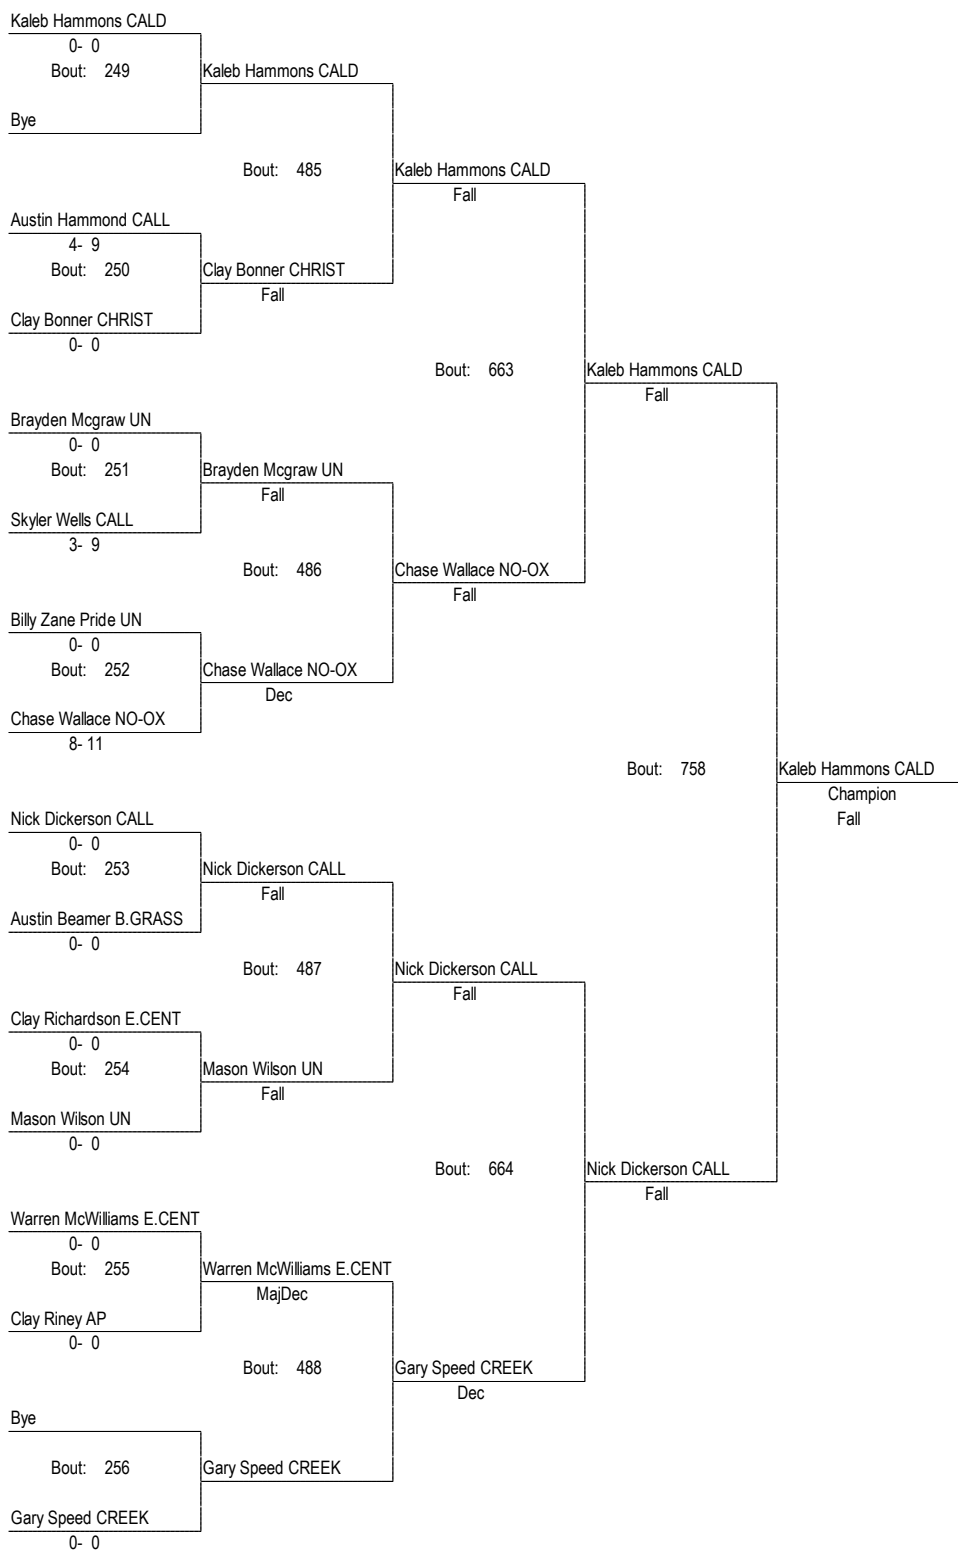 Kaleb Hammons CALD
0- 0
Bout: 249
Kaleb Hammons CALD
Bye
Bout: 485
Kaleb Hammons CALD
Fall
Austin Hammond CALL
4- 9
Bout: 250
Clay Bonner CHRIST
Fall
Clay Bonner CHRIST
0- 0
Bout: 663
Kaleb Hammons CALD
Fall
Brayden Mcgraw UN
0- 0
Bout: 251
Brayden Mcgraw UN
Fall
Skyler Wells CALL
3- 9
Bout: 486
Chase Wallace NO-OX
Fall
Billy Zane Pride UN
0- 0
Bout: 252
Chase Wallace NO-OX
Dec
Chase Wallace NO-OX
8- 11
Bout: 758
Kaleb Hammons CALD
Champion
Fall
Nick Dickerson CALL
0- 0
Bout: 253
Nick Dickerson CALL
Fall
Austin Beamer B.GRASS
0- 0
Bout: 487
Nick Dickerson CALL
Fall
Clay Richardson E.CENT
0- 0
Bout: 254
Mason Wilson UN
Fall
Mason Wilson UN
0- 0
Bout: 664
Nick Dickerson CALL
Fall
Warren McWilliams E.CENT
0- 0
Bout: 255
Warren McWilliams E.CENT
MajDec
Clay Riney AP
0- 0
Bout: 488
Gary Speed CREEK
Dec
Bye
Bout: 256
Gary Speed CREEK
Gary Speed CREEK
0- 0